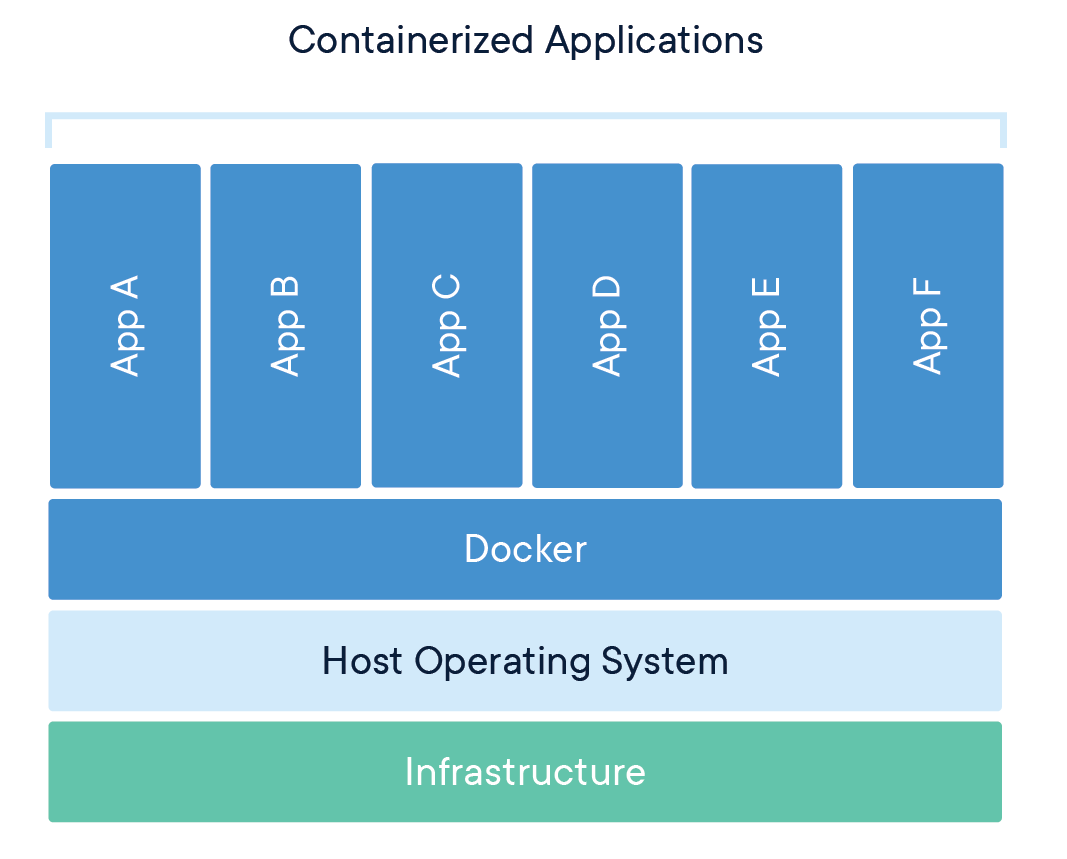 Containerized Applications
App A
App B
App C
App D
App E
App F
Docker
Host Operating System
Infrastructure